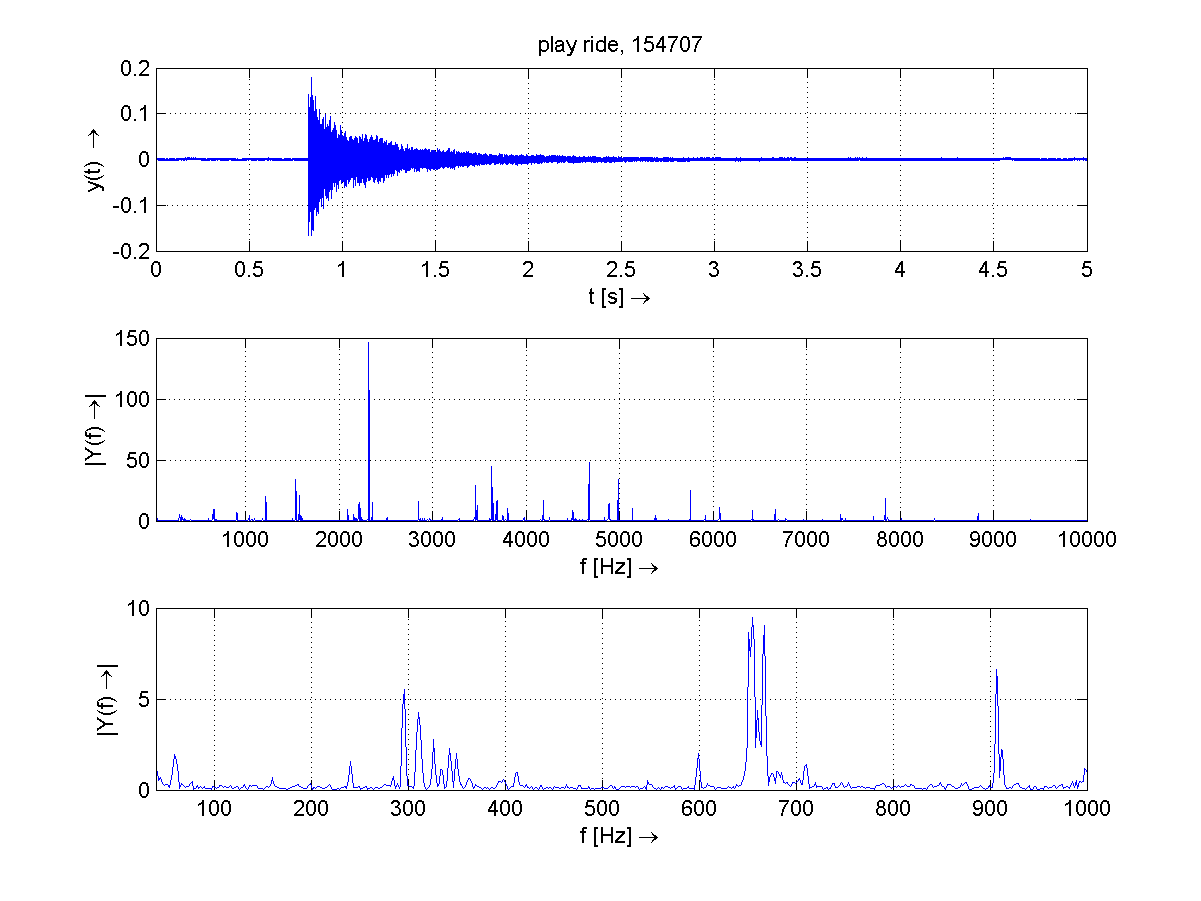 play ride, 154707
0.2
0.1
0
-0.1
-0.2
y(t) →
0 0.5 1 1.5 2 2.5 3 3.5 4 4.5 5
t [s] →
150
100
50
0
|Y(f) →|
1000 2000 3000 4000 5000 6000 7000 8000 9000 10000
f [Hz] →
10
5
0
|Y(f) →|
100 200 300 400 500 600 700 800 900 1000
f [Hz] →